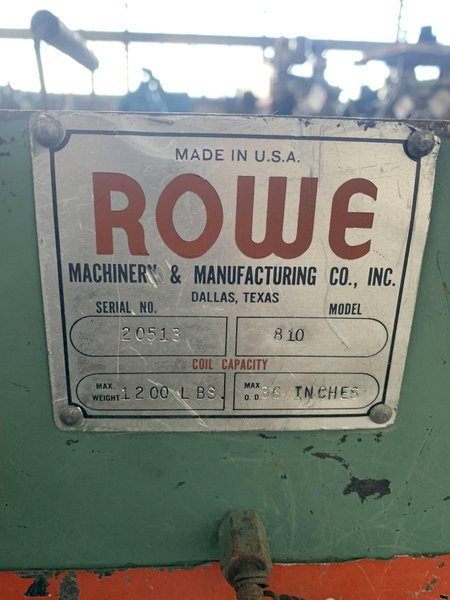 MADE IN U.S.A.
ROWE
MACHINERY & MANUFACTURING CO., INC.
DALLAS, TEXAS
SERIAL NO. MODEL
20513 810
COIL CAPACITY
MAX. WEIGHT 1200 LBS. MAX. O.D. 36 INCHES